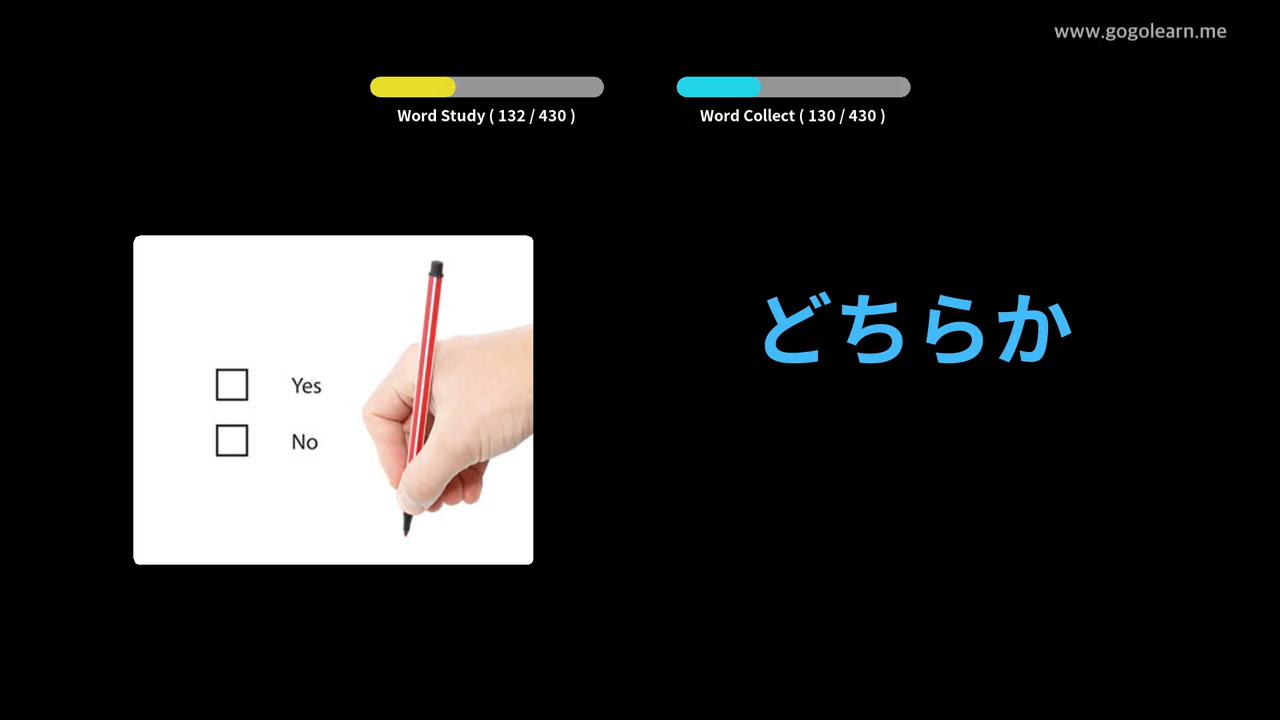 www.gogolearn.me
Word Study ( 132 / 430 )
Word Collect ( 130 / 430 )
Yes
No
どちらか